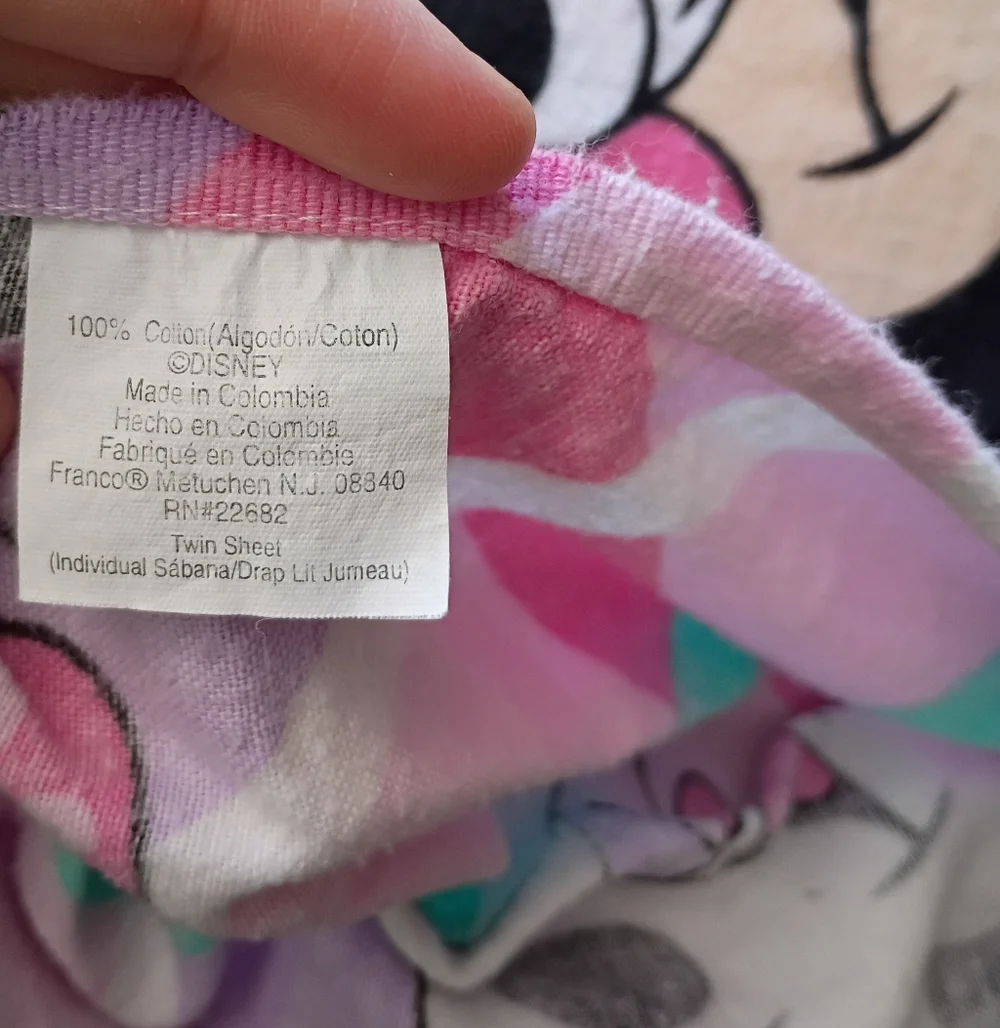 100% Cotton(Algodón/Coton)
©DISNEY
Made in Colombia
Hecho en Colombia
Fabriqué en Colombie
Franco® Metuchen N.J. 08840
RN#22682
Twin Sheet
(Individual Sábana/Drap Lit Jumeau)